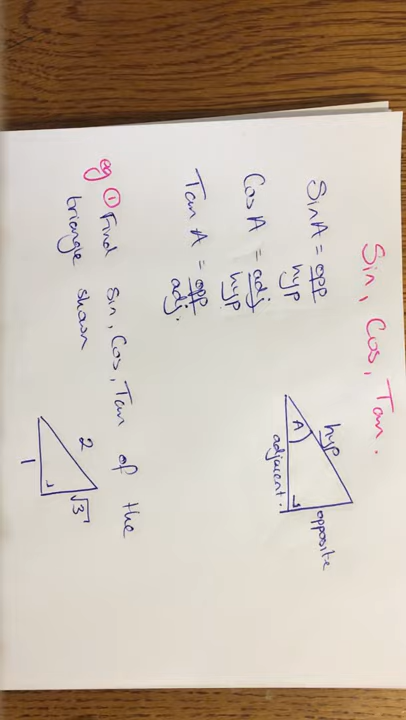 Sin, Cos, Tan.
Sin A = opp
hyp
Cos A = adj
hyp.
Tan A = opp
adj.
hyp
A
opposite
adjacent.
eg ① Find Sin, Cos, Tan of the
triangle shown
2
√3
1